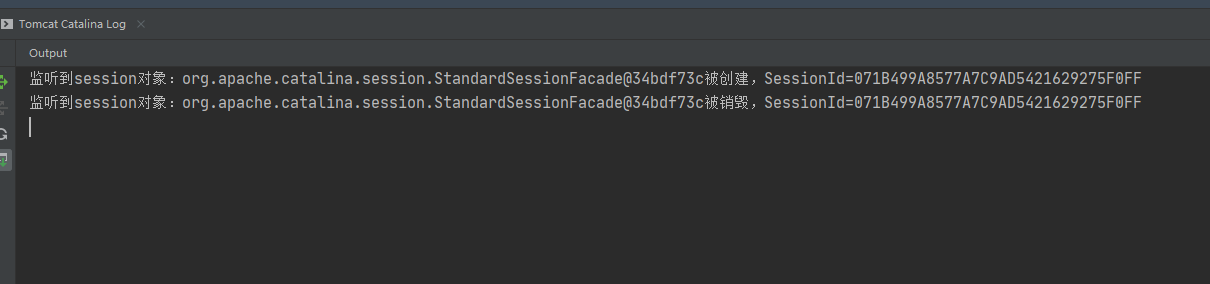 Tomcat Catalina Log
Output
监听到session对象：org.apache.catalina.session.StandardSessionFacade@34bdf73c被创建，SessionId=071B499A8577A7C9AD5421629275F0FF
监听到session对象：org.apache.catalina.session.StandardSessionFacade@34bdf73c被销毁，SessionId=071B499A8577A7C9AD5421629275F0FF